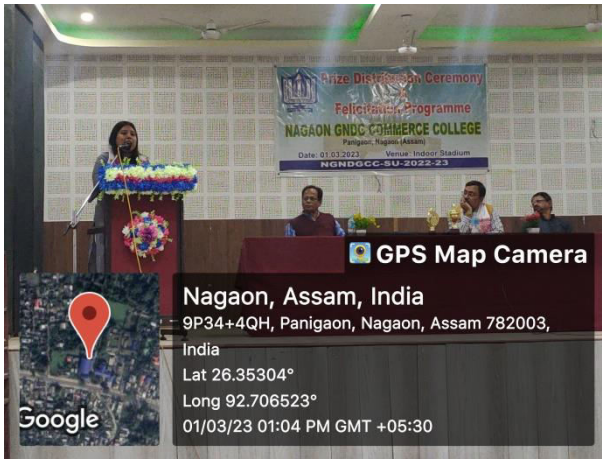 Prize Distribution Ceremony
&
Felicitation Programme
NAGAON GNDG COMMERCE COLLEGE
Panigaon, Nagaon (Assam)
Date: 01.03.2023 Venue: Indoor Stadium
NGNDGCC-SU-2022-23
GPS Map Camera
Nagaon, Assam, India
9P34+4QH, Panigaon, Nagaon, Assam 782003,
India
Lat 26.35304°
Long 92.706523°
01/03/23 01:04 PM GMT +05:30
Google